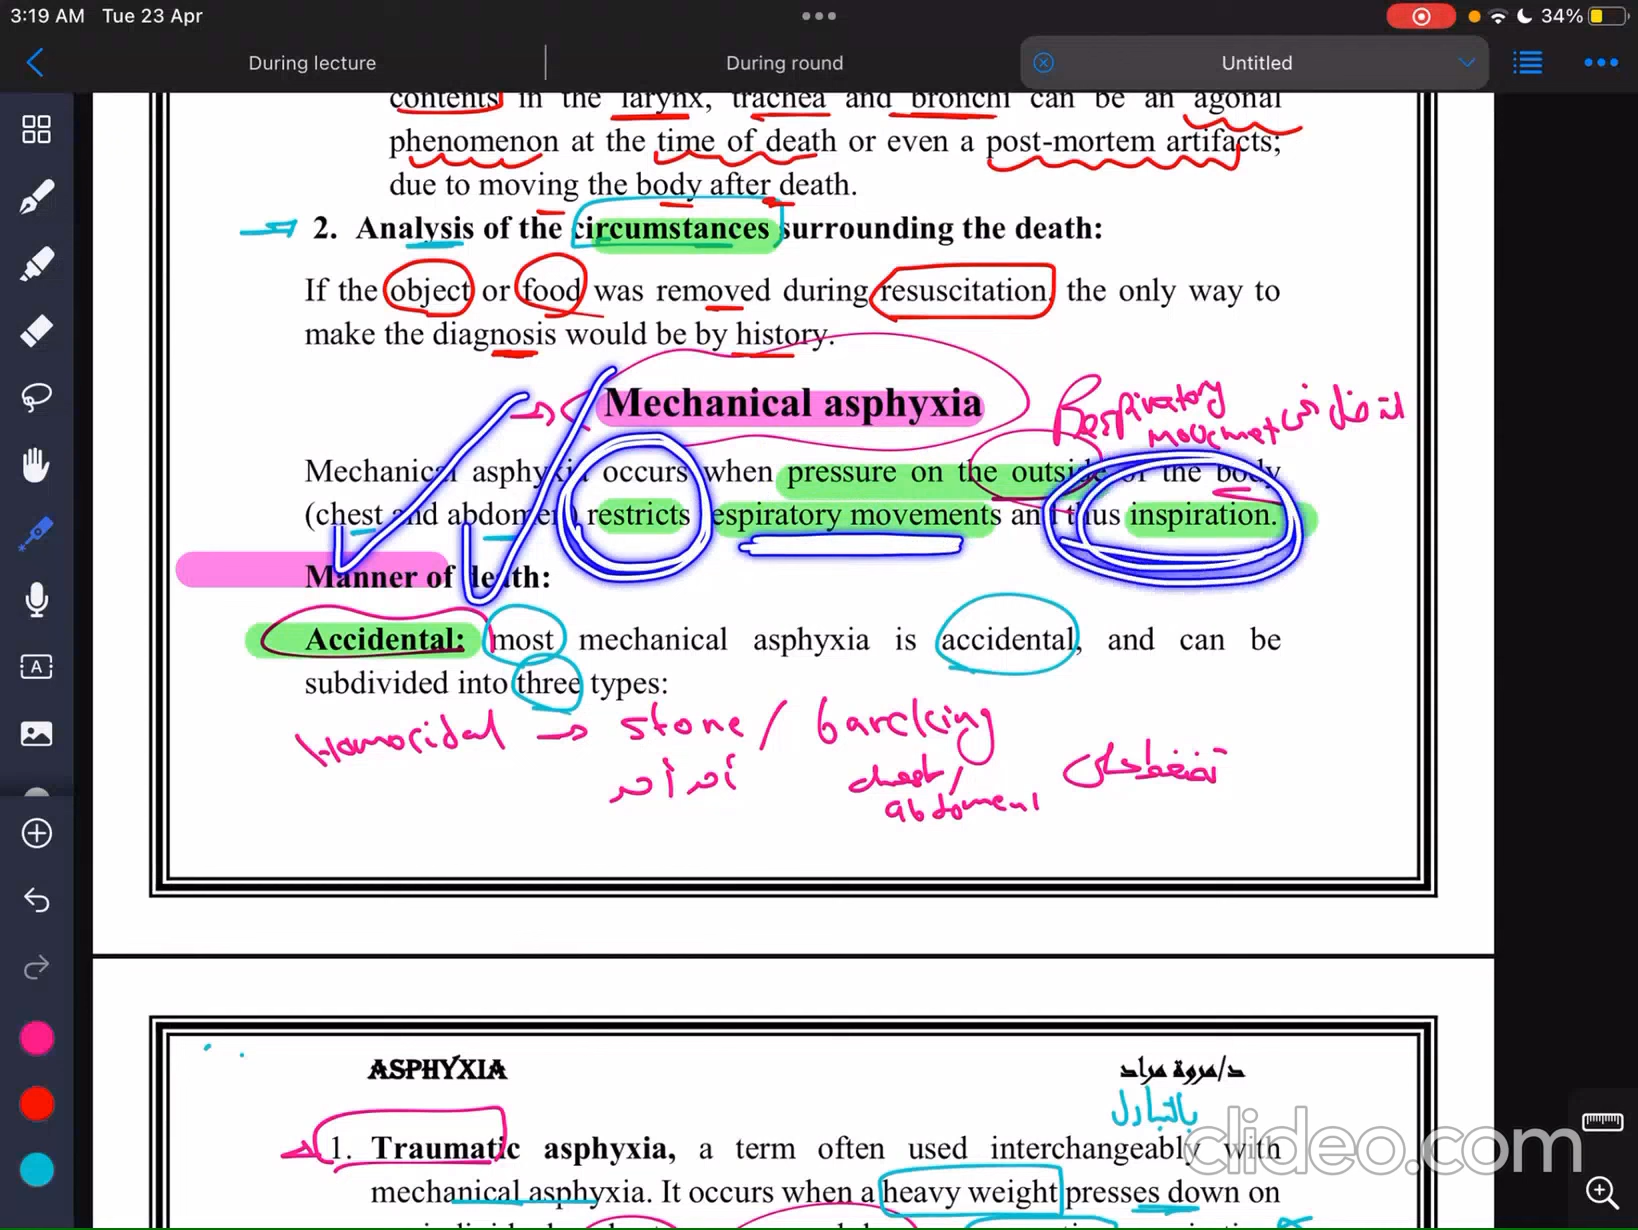 3:19 AM Tue 23 Apr
34%
During lecture
During round
Untitled
contents in the larynx, trachea and bronchi can be an agonal
phenomenon at the time of death or even a post-mortem artifacts;
due to moving the body after death.
2. Analysis of the circumstances surrounding the death:
If the object or food was removed during resuscitation, the only way to
make the diagnosis would be by history.
Mechanical asphyxia
Respiratory
Mechanical asphyxia occurs when pressure on the outside of the body
(chest and abdomen) restricts respiratory movements and thus inspiration.
Manner of death:
Accidental: most mechanical asphyxia is accidental, and can be
subdivided into three types:
Homocidal → stone / barcking
chest/
abdomenl
ASPHYXIA
د/مروة مراد
بالتبادل
1. Traumatic asphyxia, a term often used interchangeably with
mechanical asphyxia. It occurs when a heavy weight presses down on
clideo.com